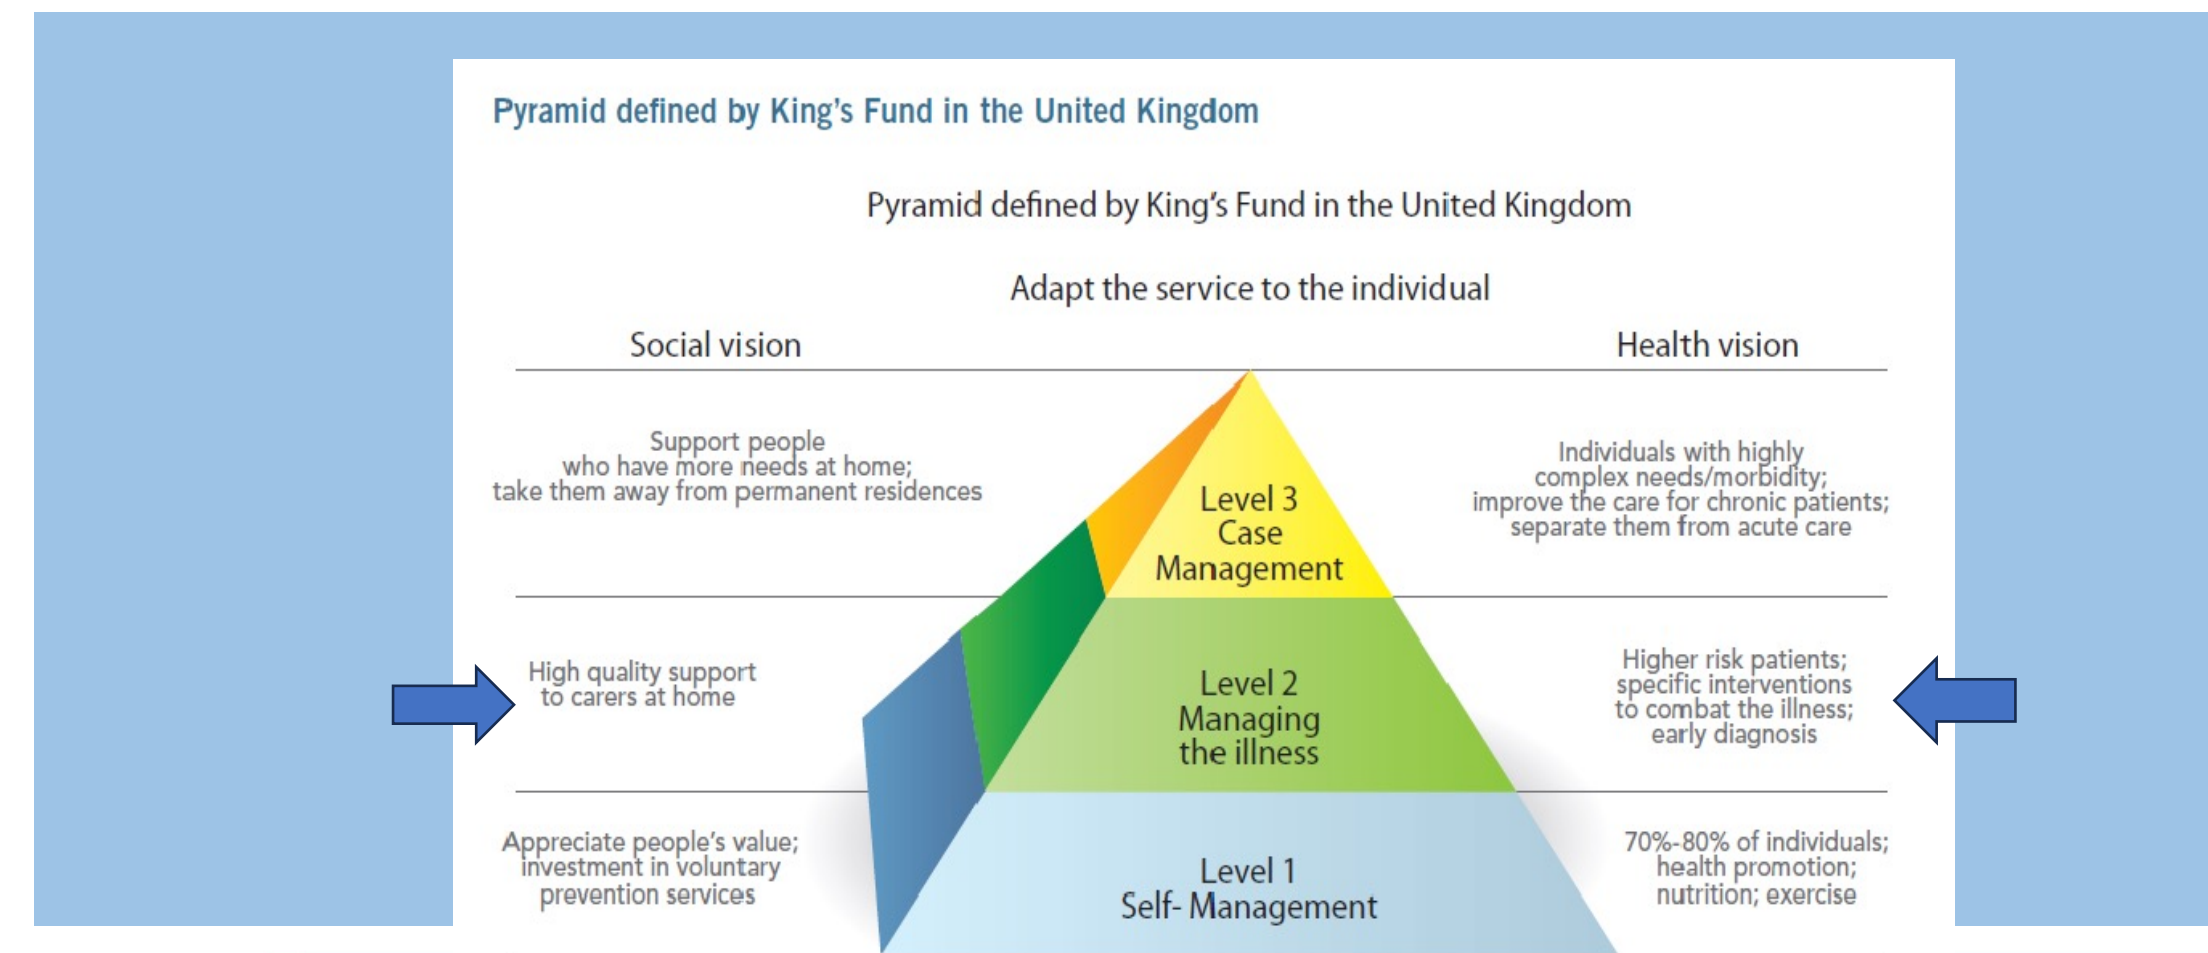 Pyramid defined by King's Fund in the United Kingdom
Pyramid defined by King's Fund in the United Kingdom
Adapt the service to the individual
Social vision
Health vision
Support people
who have more needs at home;
take them away from permanent residences
Level 3
Case
Management
Individuals with highly
complex needs/morbidity;
improve the care for chronic patients;
separate them from acute care
High quality support
to carers at home
Level 2
Managing
the illness
Higher risk patients;
specific interventions
to combat the illness;
early diagnosis
Appreciate people's value;
investment in voluntary
prevention services
Level 1
Self- Management
70%-80% of individuals;
health promotion;
nutrition; exercise